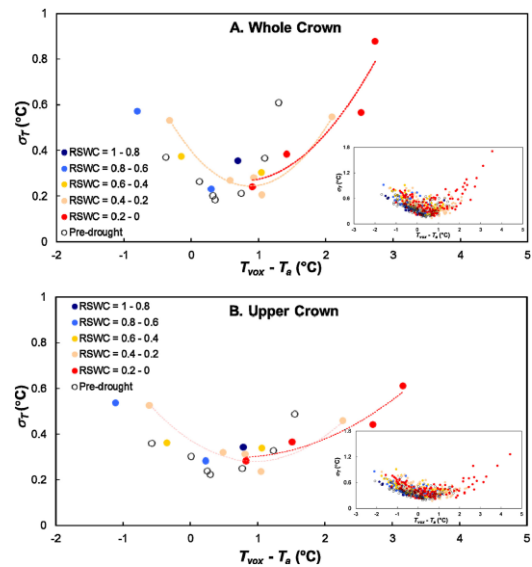 A. Whole Crown
σT (°C)
1
0.8
0.6
0.4
0.2
0
RSWC = 1 - 0.8
RSWC = 0.8 - 0.6
RSWC = 0.6 - 0.4
RSWC = 0.4 - 0.2
RSWC = 0.2 - 0
Pre-drought
-2 -1 0 1 2 3 4 5
Tvox - Ta (°C)
B. Upper Crown
σT (°C)
1
0.8
0.6
0.4
0.2
0
RSWC = 1 - 0.8
RSWC = 0.8 - 0.6
RSWC = 0.6 - 0.4
RSWC = 0.4 - 0.2
RSWC = 0.2 - 0
Pre-drought
-2 -1 0 1 2 3 4 5
Tvox - Ta (°C)